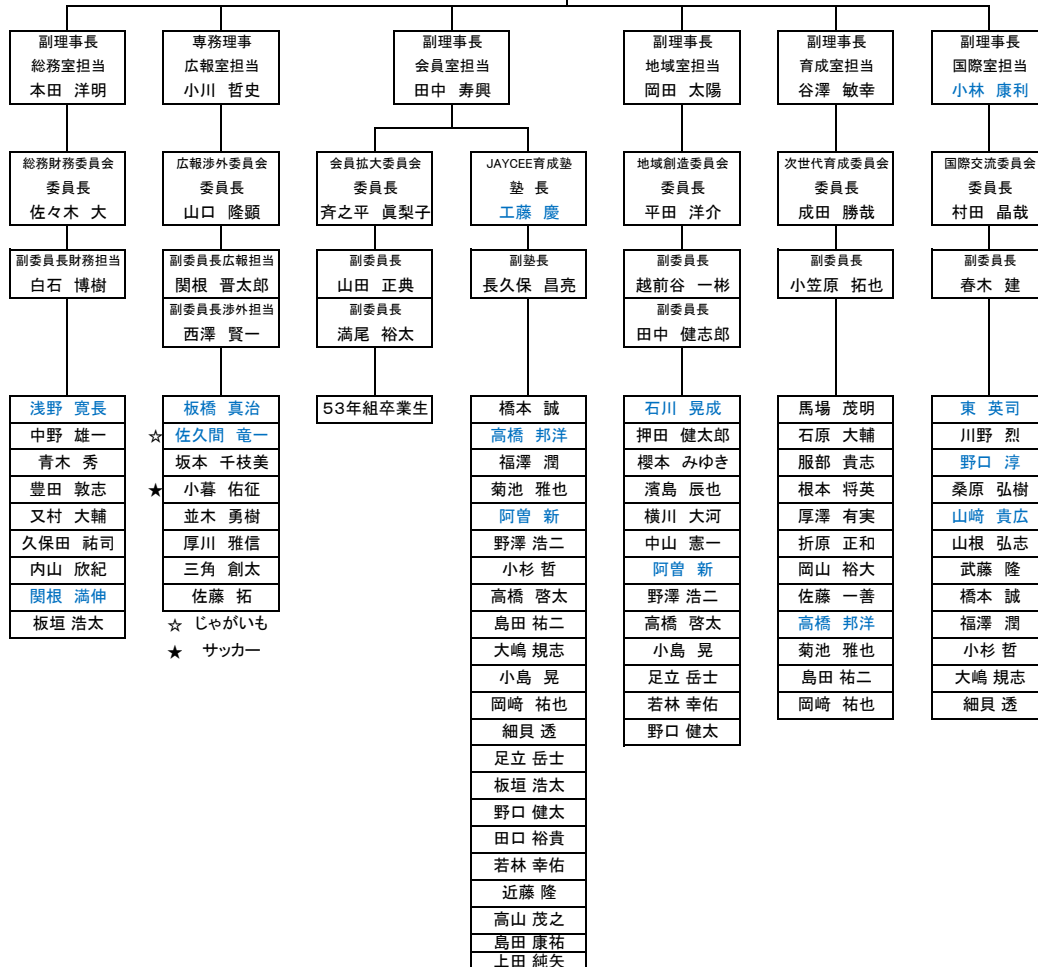 副理事長
総務室担当
本田 洋明
専務理事
広報室担当
小川 哲史
副理事長
会員室担当
田中 寿興
副理事長
地域室担当
岡田 太陽
副理事長
育成室担当
谷澤 敏幸
副理事長
国際室担当
小林 康利
総務財務委員会
委員長
佐々木 大
広報渉外委員会
委員長
山口 隆顕
会員拡大委員会
委員長
斉之平 眞梨子
JAYCEE育成塾
塾 長
工藤 慶
地域創造委員会
委員長
平田 洋介
次世代育成委員会
委員長
成田 勝哉
国際交流委員会
委員長
村田 晶哉
副委員長財務担当
白石 博樹
副委員長広報担当
関根 晋太郎
副委員長渉外担当
西澤 賢一
副委員長
山田 正典
副委員長
満尾 裕太
副塾長
長久保 昌亮
副委員長
越前谷 一彬
副委員長
田中 健志郎
副委員長
小笠原 拓也
副委員長
春木 建
浅野 寛長
中野 雄一
青木 秀
豊田 敦志
又村 大輔
久保田 祐司
内山 欣紀
関根 満伸
板垣 浩太
板橋 真治
☆ 佐久間 竜一
坂本 千枝美
★ 小暮 佑征
並木 勇樹
厚川 雅信
三角 創太
佐藤 拓
☆ じゃがいも
★ サッカー
53年組卒業生
橋本 誠
高橋 邦洋
福澤 潤
菊池 雅也
阿曽 新
野澤 浩二
小杉 哲
高橋 啓太
島田 祐二
大嶋 規志
小島 晃
岡﨑 祐也
細貝 透
足立 岳士
板垣 浩太
野口 健太
田口 裕貴
若林 幸佑
近藤 隆
高山 茂之
島田 康祐
上田 純矢
石川 晃成
押田 健太郎
櫻本 みゆき
濱島 辰也
横川 大河
中山 憲一
阿曽 新
野澤 浩二
高橋 啓太
小島 晃
足立 岳士
若林 幸佑
野口 健太
馬場 茂明
石原 大輔
服部 貴志
根本 将英
厚澤 有実
折原 正和
岡山 裕大
佐藤 一善
高橋 邦洋
菊池 雅也
島田 祐二
岡﨑 祐也
東 英司
川野 烈
野口 淳
桑原 弘樹
山﨑 貴広
山根 弘志
武藤 隆
橋本 誠
福澤 潤
小杉 哲
大嶋 規志
細貝 透